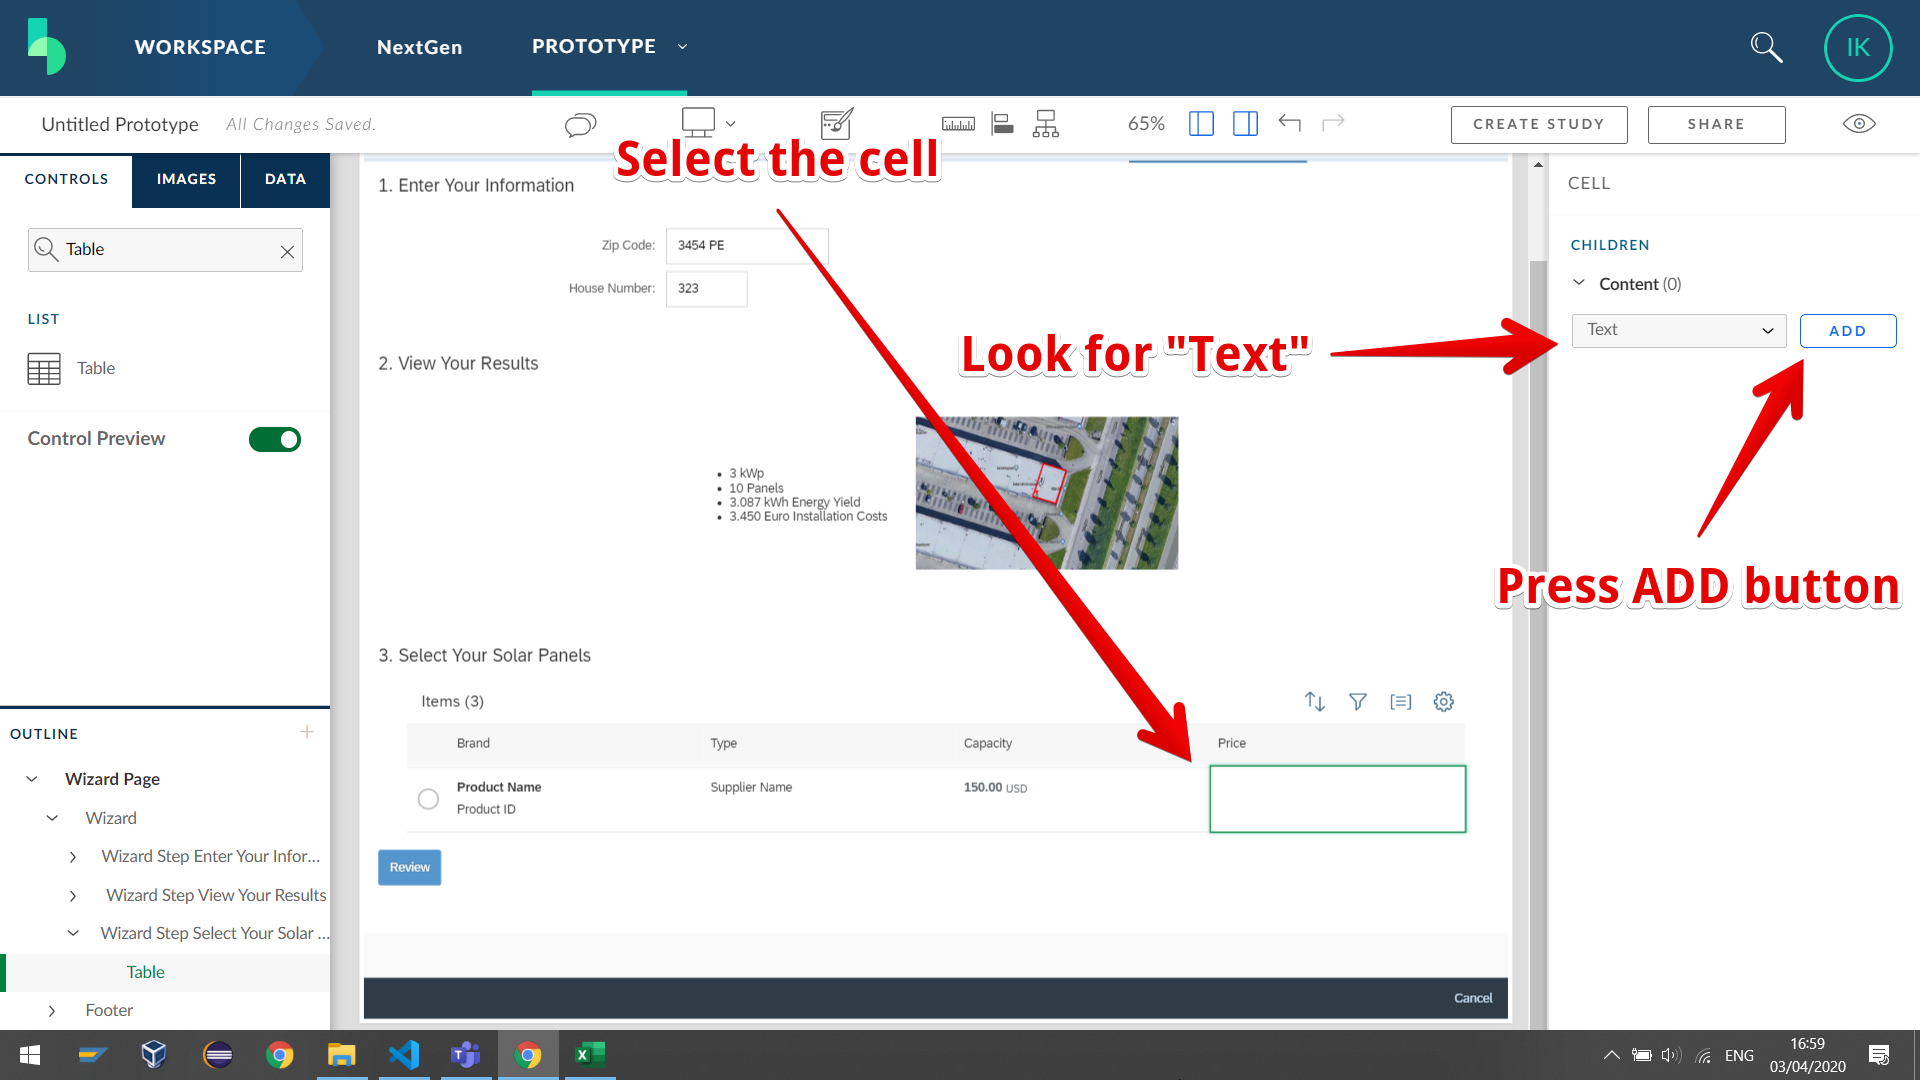 WORKSPACE
NextGen
PROTOTYPE
IK
Untitled Prototype
All Changes Saved.
65%
CREATE STUDY
SHARE
CONTROLS
IMAGES
DATA
Table
LIST
Table
Control Preview
OUTLINE
Wizard Page
Wizard
Wizard Step Enter Your Infor...
Wizard Step View Your Results
Wizard Step Select Your Solar ...
Table
Footer
Select the cell
1. Enter Your Information
Zip Code:
3454 PE
House Number:
323
Look for "Text"
2. View Your Results
3 kWp
10 Panels
3.087 kWh Energy Yield
3.450 Euro Installation Costs
3. Select Your Solar Panels
Items (3)
Brand
Type
Capacity
Price
Product Name
Supplier Name
150.00 USD
Product ID
Review
Cancel
CELL
CHILDREN
Content (0)
Text
ADD
Press ADD button
ENG
16:59
03/04/2020